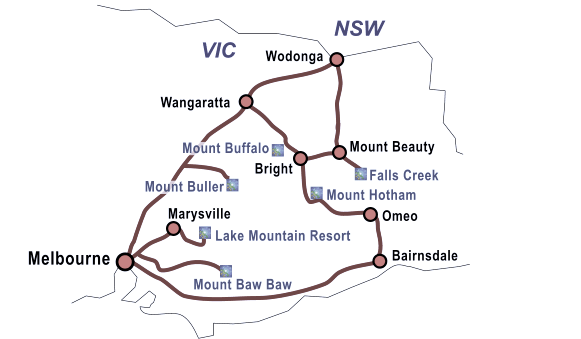 NSW
VIC
Wodonga
Wangaratta
Mount Buffalo
Mount Beauty
Bright
Falls Creek
Mount Buller
Mount Hotham
Marysville
Omeo
Lake Mountain Resort
Melbourne
Bairnsdale
Mount Baw Baw